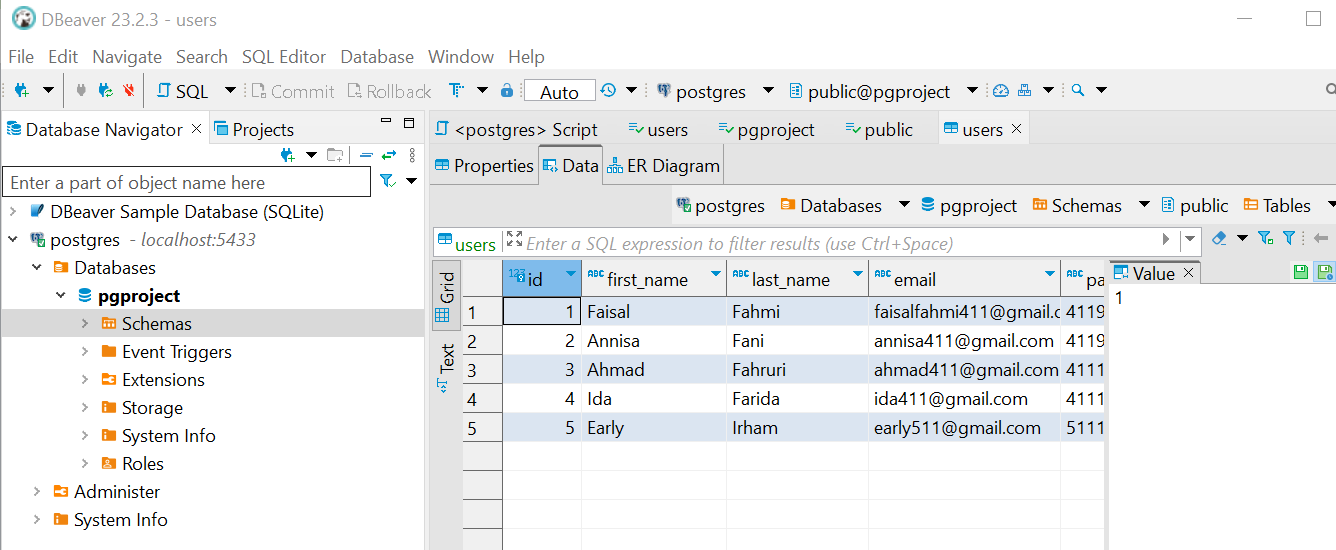 DBeaver 23.2.3 - users
File Edit Navigate Search SQL Editor Database Window Help
SQL Commit Rollback Auto postgres public@pgproject
Database Navigator Projects
<postgres> Script users pgproject public users
Properties Data ER Diagram
Enter a part of object name here
postgres Databases pgproject Schemas public Tables
DBeaver Sample Database (SQLite)
postgres - localhost:5433
Databases
pgproject
Schemas
Event Triggers
Extensions
Storage
System Info
Roles
Administer
System Info
users Enter a SQL expression to filter results (use Ctrl+Space)
Grid
Text
123 id ABC first_name ABC last_name ABC email ABC pa
1 1 Faisal Fahmi faisalfahmi411@gmail.c 4119
2 2 Annisa Fani annisa411@gmail.com 4119
3 3 Ahmad Fahruri ahmad411@gmail.com 4111
4 4 Ida Farida ida411@gmail.com 4111
5 5 Early Irham early511@gmail.com 5111
Value
1